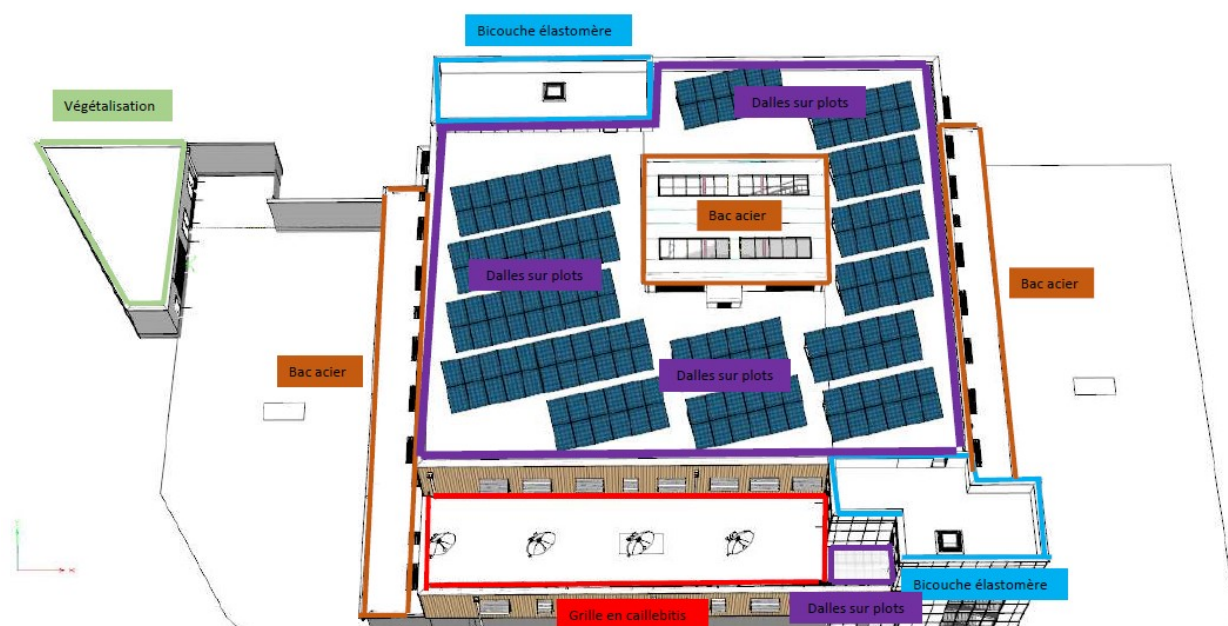 Bicouche élastomère
Végétalisation
Dalles sur plots
Bac acier
Dalles sur plots
Bac acier
Bac acier
Dalles sur plots
Bicouche élastomère
Grille en caillebitis
Dalles sur plots